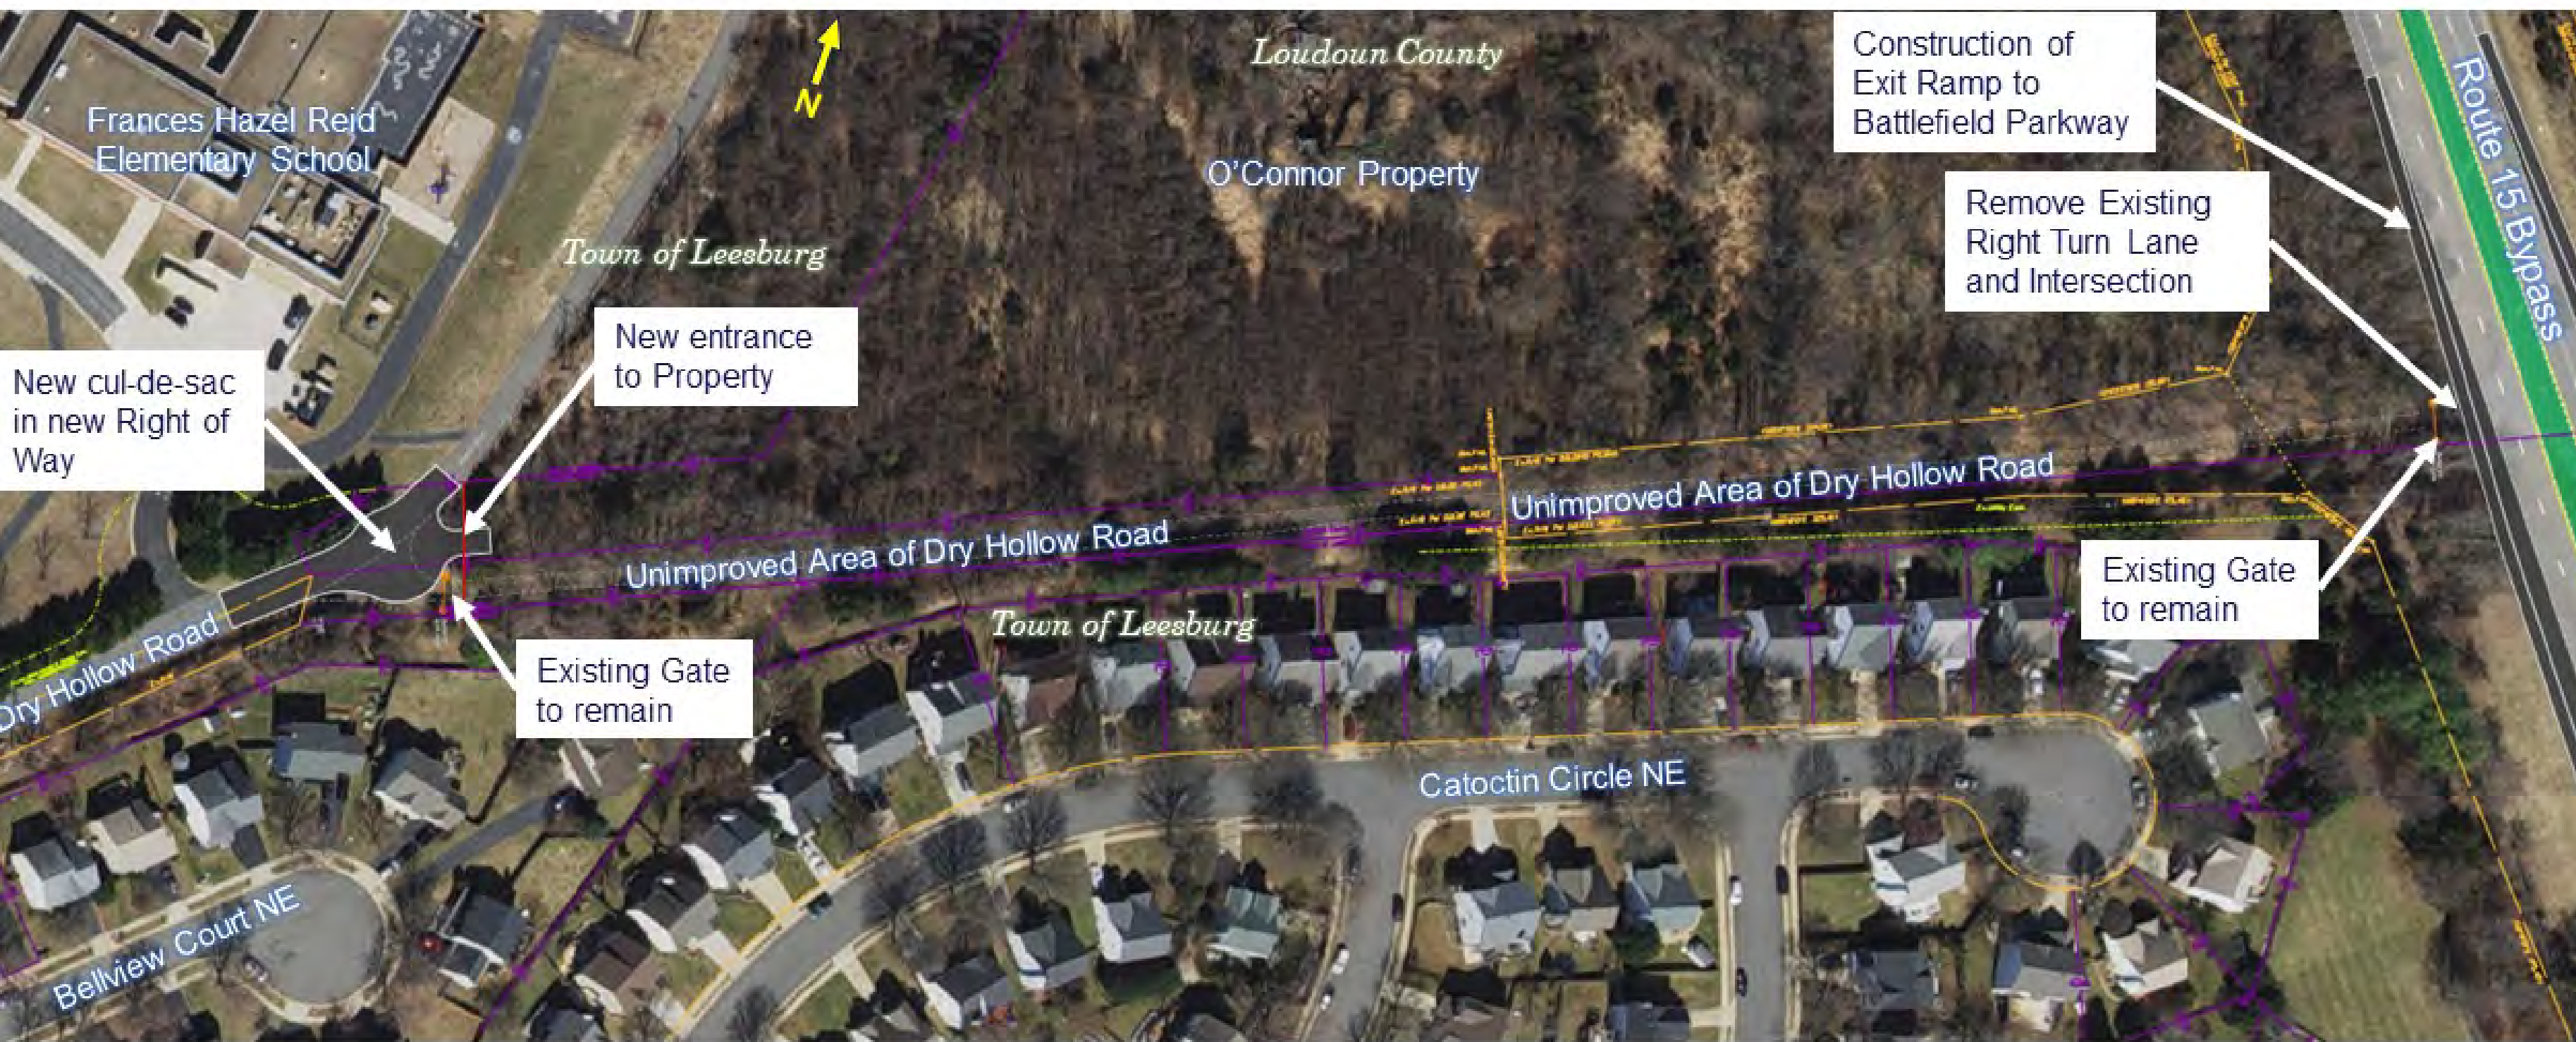 Loudoun County
Construction of
Exit Ramp to
Battlefield Parkway
Route 15 Bypass
N
Frances Hazel Reid
Elementary School
O'Connor Property
Remove Existing
Right Turn Lane
and Intersection
Town of Leesburg
New entrance
to Property
New cul-de-sac
in new Right of
Way
Unimproved Area of Dry Hollow Road
Unimproved Area of Dry Hollow Road
Existing Gate
to remain
Town of Leesburg
Dry Hollow Road
Existing Gate
to remain
Catoctin Circle NE
Bellview Court NE